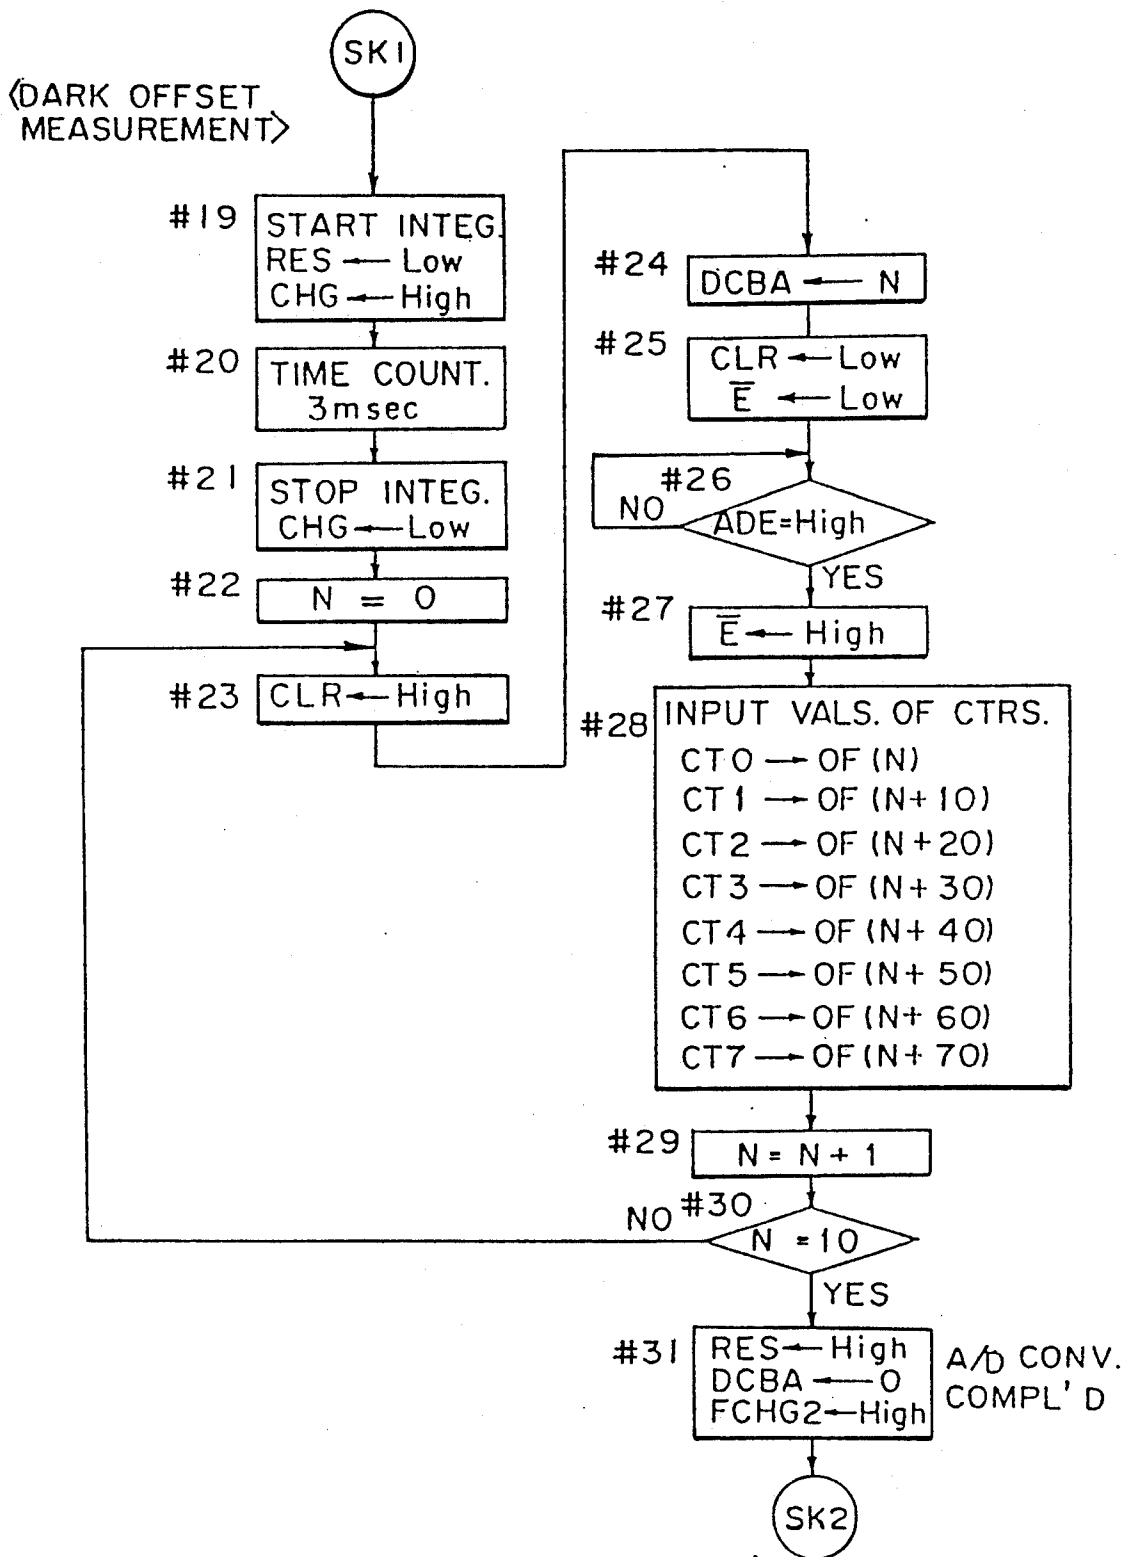 SK1
<DARK OFFSET
MEASUREMENT>
#19
START INTEG.
RES ← Low
CHG ← High
#20
TIME COUNT.
3msec
#21
STOP INTEG.
CHG ← Low
#22
N = 0
#23
CLR ← High
#24
DCBA ← N
#25
CLR ← Low
E̅ ← Low
#26
NO
ADE=High
YES
#27
E̅ ← High
#28
INPUT VALS. OF CTRS.
CT0 → OF (N)
CT1 → OF (N+10)
CT2 → OF (N+20)
CT3 → OF (N+30)
CT4 → OF (N+40)
CT5 → OF (N+50)
CT6 → OF (N+60)
CT7 → OF (N+70)
#29
N = N + 1
#30
NO
N = 10
YES
#31
RES ← High
DCBA ← 0
FCHG2 ← High
A/D CONV.
COMPL'D
SK2